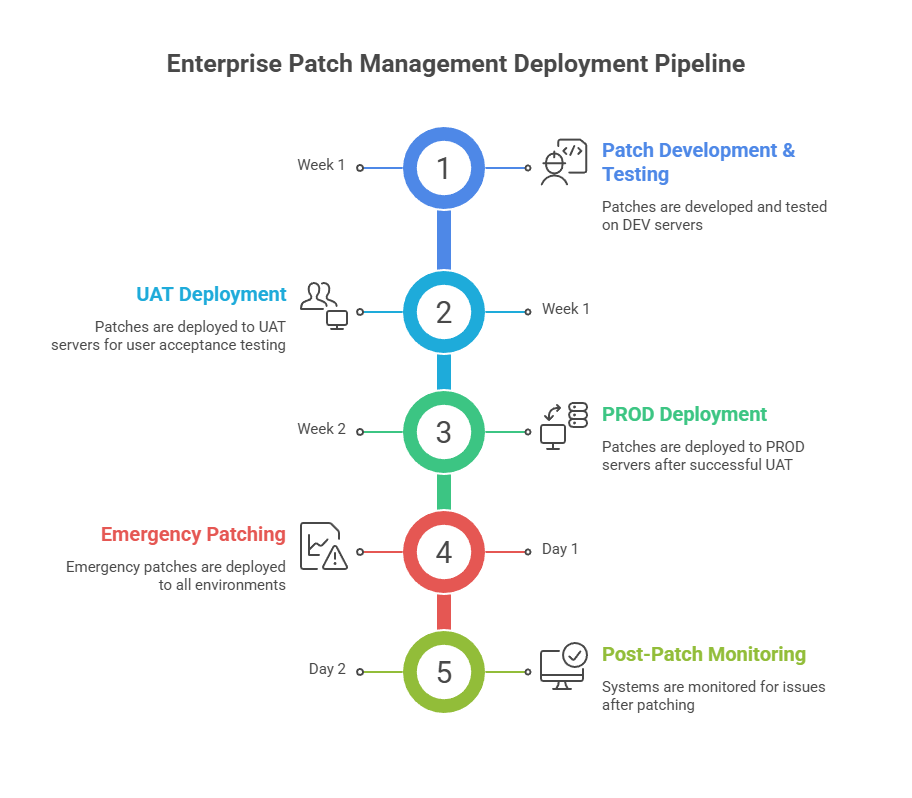 Enterprise Patch Management Deployment Pipeline
Week 1
1
Patch Development &
Testing
Patches are developed and tested
on DEV servers
UAT Deployment
Patches are deployed to UAT
servers for user acceptance testing
2
Week 1
Week 2
3
PROD Deployment
Patches are deployed to PROD
servers after successful UAT
Emergency Patching
Emergency patches are deployed
to all environments
4
Day 1
Day 2
5
Post-Patch Monitoring
Systems are monitored for issues
after patching